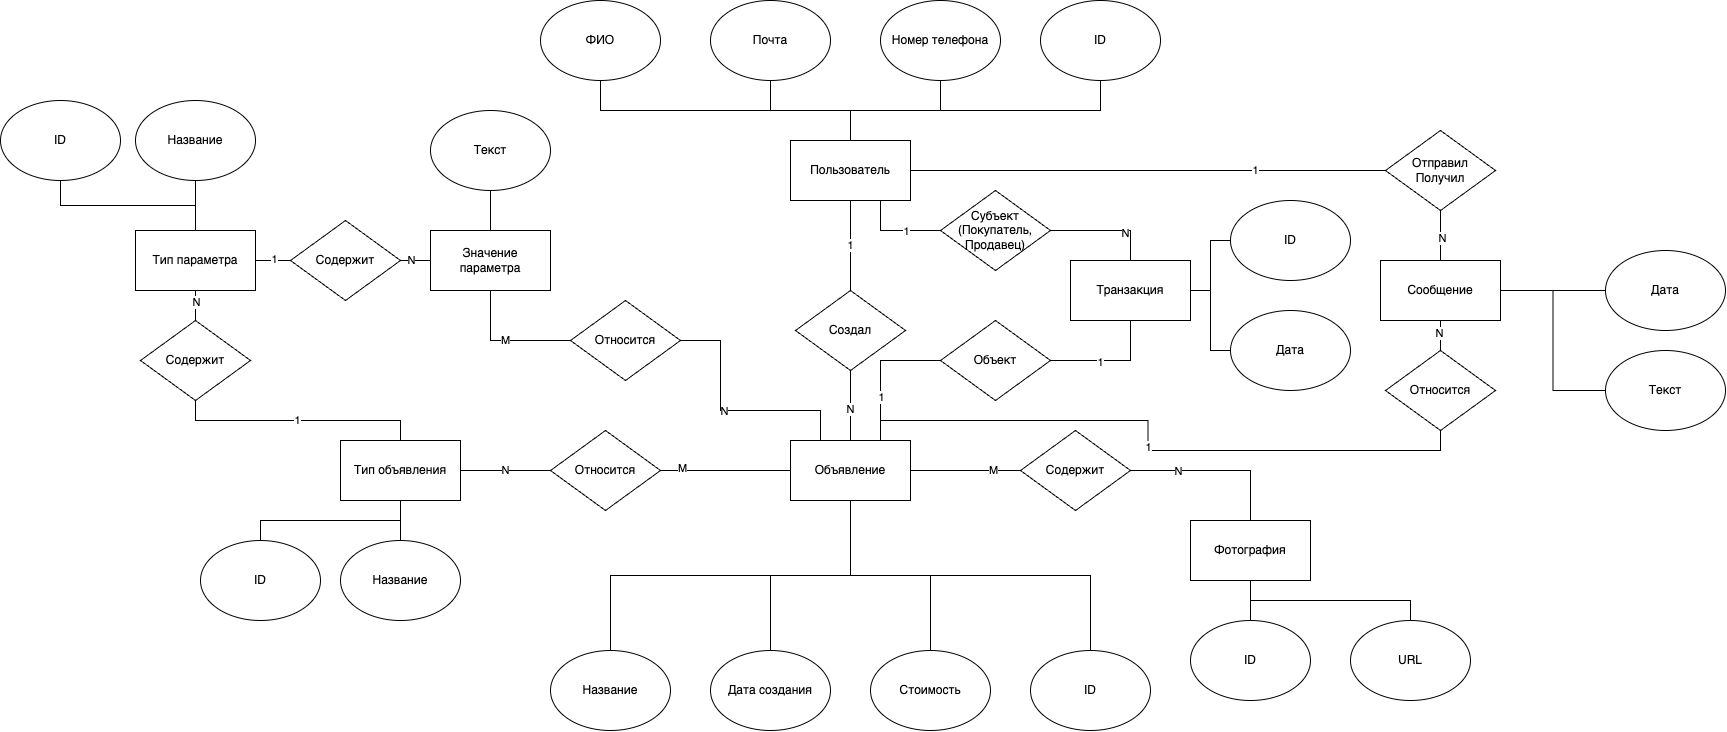 ФИО
Почта
Номер телефона
ID
ID
Название
Текст
Пользователь
1
Отправил
Получил
Субъект
(Покупатель,
Продавец)
1
N
ID
N
1
Тип параметра
1
Содержит
N
Значение
параметра
Транзакция
Сообщение
Дата
N
M
Относится
Создал
Объект
1
Дата
N
Содержит
Относится
Текст
1
N
N
1
1
Тип объявления
N
Относится
M
Объявление
M
Содержит
N
Фотография
ID
Название
Название
Дата создания
Стоимость
ID
ID
URL